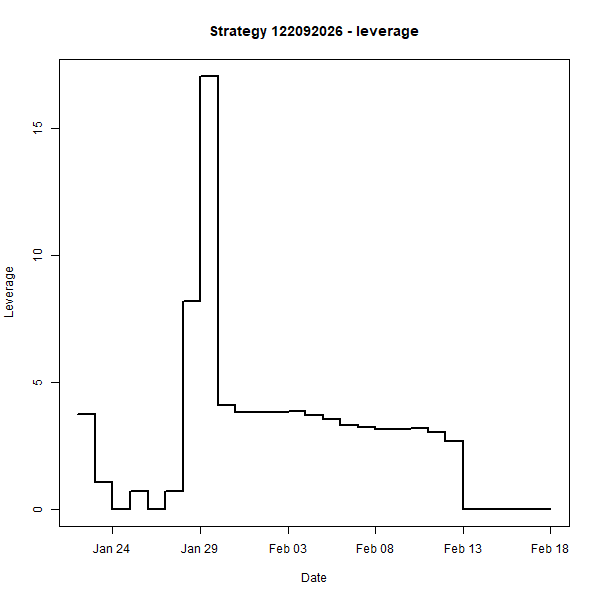 Strategy 122092026 - leverage
Leverage
15
10
5
0
Jan 24
Jan 29
Feb 03
Feb 08
Feb 13
Feb 18
Date